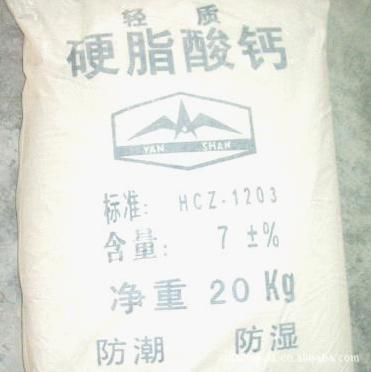 轻 质
硬脂酸钙
YAN SHAN
标准: HCZ-1203
含量: 7 ±%
净重 20 Kg
防潮 防湿